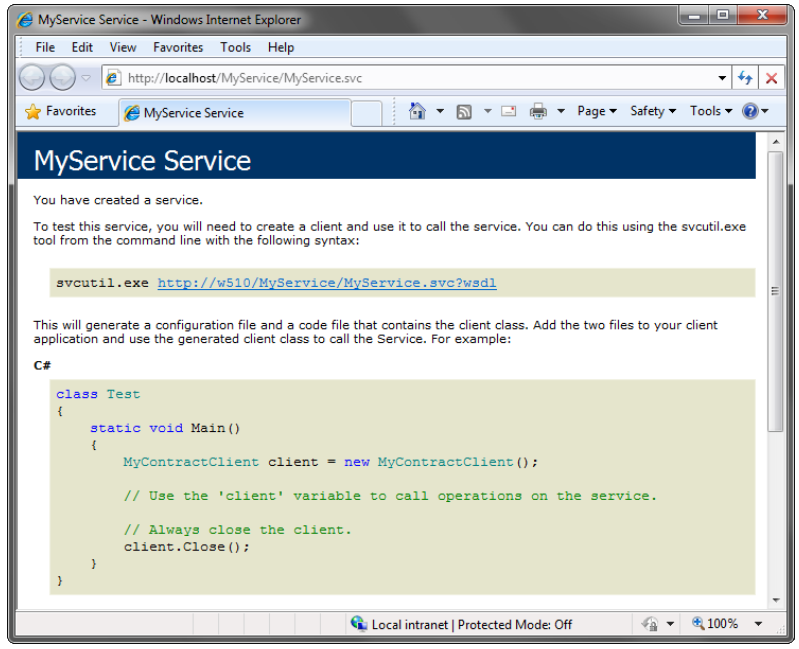 MyService Service - Windows Internet Explorer
File Edit View Favorites Tools Help
http://localhost/MyService/MyService.svc
Favorites MyService Service Page Safety Tools
MyService Service
You have created a service.
To test this service, you will need to create a client and use it to call the service. You can do this using the svcutil.exe
tool from the command line with the following syntax:
svcutil.exe http://w510/MyService/MyService.svc?wsdl
This will generate a configuration file and a code file that contains the client class. Add the two files to your client
application and use the generated client class to call the Service. For example:
C#
class Test
{
    static void Main()
    {
        MyContractClient client = new MyContractClient();
        // Use the 'client' variable to call operations on the service.
        // Always close the client.
        client.Close();
    }
}
Local intranet | Protected Mode: Off 100%